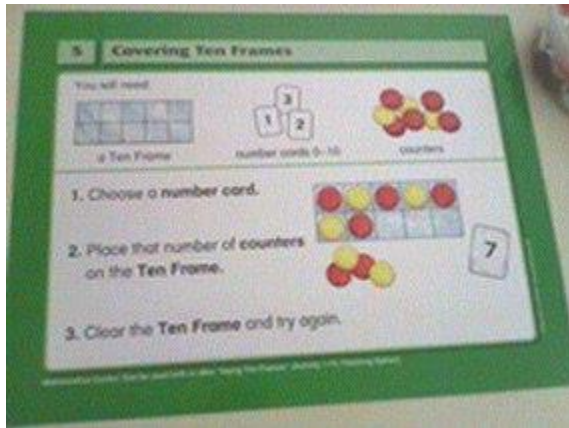 5 Covering Ten Frames
You will need:
3
1 2
a Ten Frame
number cards 0-10
counters
1. Choose a number card.
2. Place that number of counters
on the Ten Frame.
7
3. Clear the Ten Frame and try again.